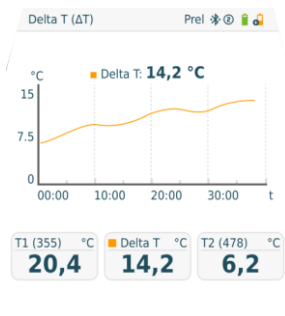 Delta T (ΔT) Prel 2
°C Delta T: 14,2 °C
15
7.5
0
00:00 10:00 20:00 30:00 t
T1 (355) °C Delta T °C T2 (478) °C
20,4 14,2 6,2